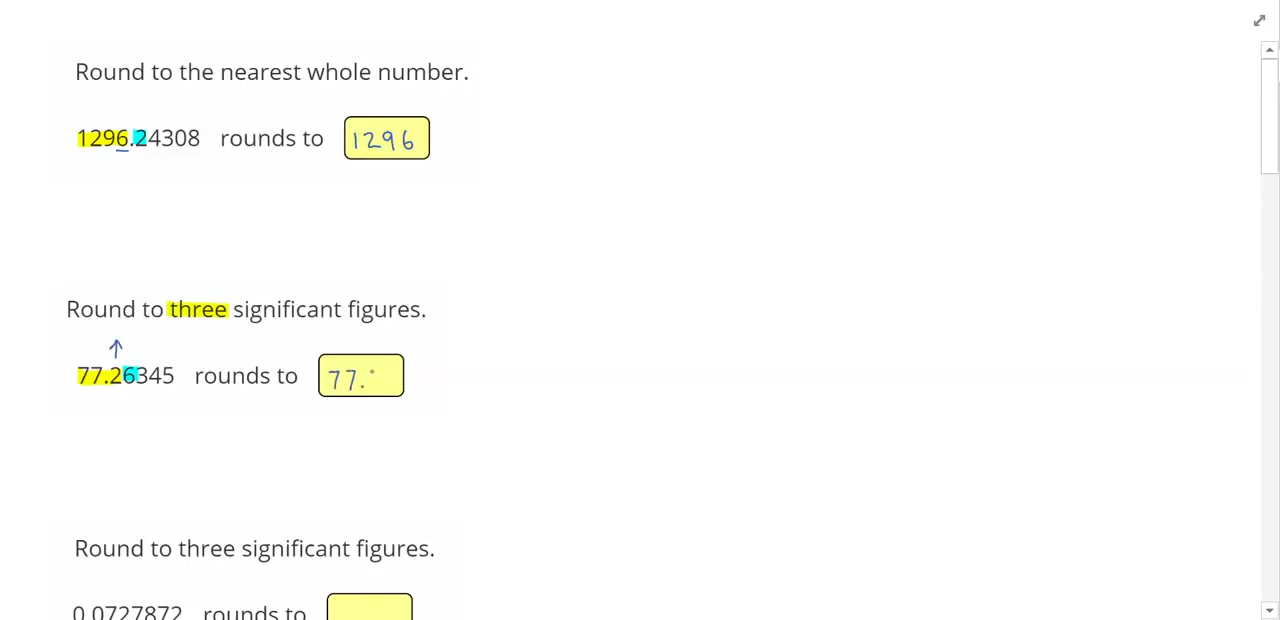 Round to the nearest whole number.
1296.24308 rounds to 1296
Round to three significant figures.
77.26345 rounds to 77.
Round to three significant figures.
0.0727872 rounds to